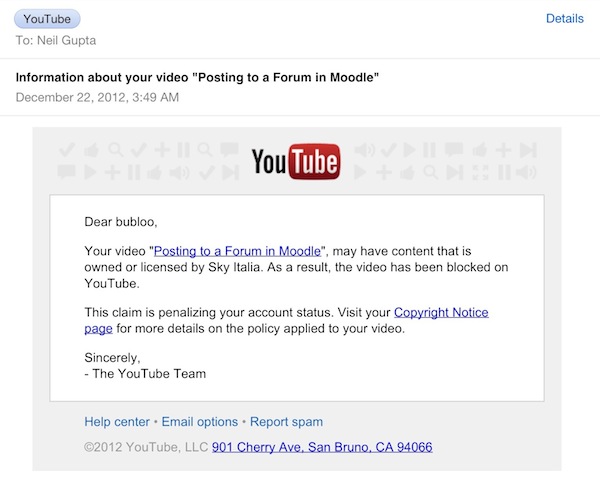 YouTube
Details
To: Neil Gupta
Information about your video "Posting to a Forum in Moodle"
December 22, 2012, 3:49 AM
YouTube
Dear bubloo,
Your video "Posting to a Forum in Moodle", may have content that is
owned or licensed by Sky Italia. As a result, the video has been blocked on
YouTube.
This claim is penalizing your account status. Visit your Copyright Notice
page for more details on the policy applied to your video.
Sincerely,
- The YouTube Team
Help center • Email options • Report spam
©2012 YouTube, LLC 901 Cherry Ave, San Bruno, CA 94066